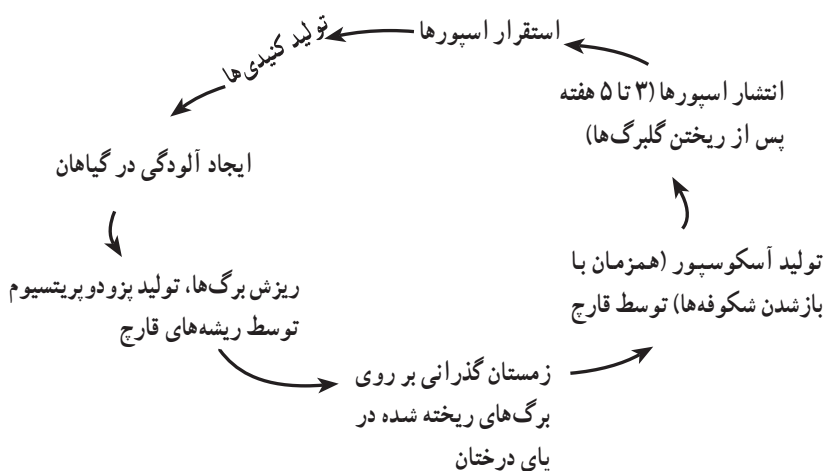 استقرار اسپورها
تولید کنیدی‌ها
انتشار اسپورها (۳ تا ۵ هفته
پس از ریختن گلبرگ‌ها)
ایجاد آلودگی در گیاهان
تولید آسکوسپور (همزمان با
بازشدن شکوفه‌ها) توسط قارچ
ریزش برگ‌ها، تولید پزودوپریتسیوم
توسط ریشه‌های قارچ
زمستان گذرانی بر روی
برگ‌های ریخته شده در
پای درختان